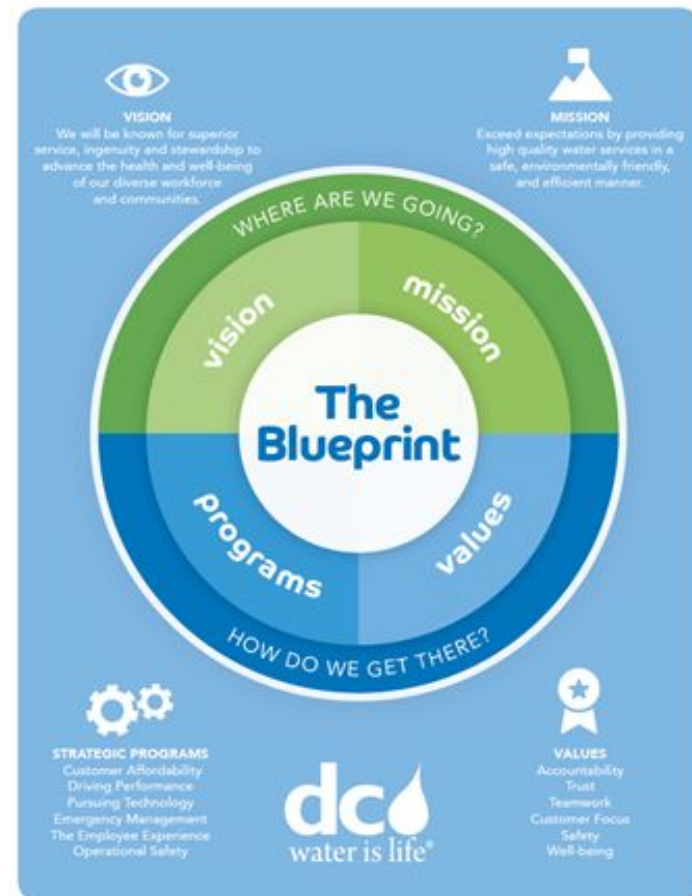 VISION
We will be known for superior
service, ingenuity and stewardship to
advance the health and well-being
of our diverse workforce
and communities.
MISSION
Exceed expectations by providing
high quality water services in a
safe, environmentally friendly,
and efficient manner.
WHERE ARE WE GOING?
vision
mission
The
Blueprint
programs
values
HOW DO WE GET THERE?
STRATEGIC PROGRAMS
Customer Affordability
Driving Performance
Pursuing Technology
Emergency Management
The Employee Experience
Operational Safety
dc
water is life®
VALUES
Accountability
Trust
Teamwork
Customer Focus
Safety
Well-being